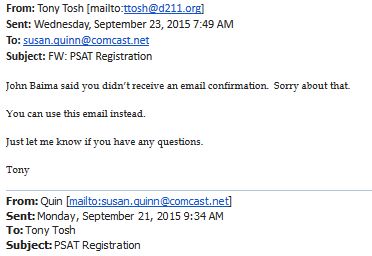 From: Tony Tosh [mailto:ttosh@d211.org]
Sent: Wednesday, September 23, 2015 7:49 AM
To: susan.quinn@comcast.net
Subject: FW: PSAT Registration
John Baima said you didn't receive an email confirmation.  Sorry about that.
You can use this email instead.
Just let me know if you have any questions.
Tony
From: Quin [mailto:susan.quinn@comcast.net]
Sent: Monday, September 21, 2015 9:34 AM
To: Tony Tosh
Subject: PSAT Registration